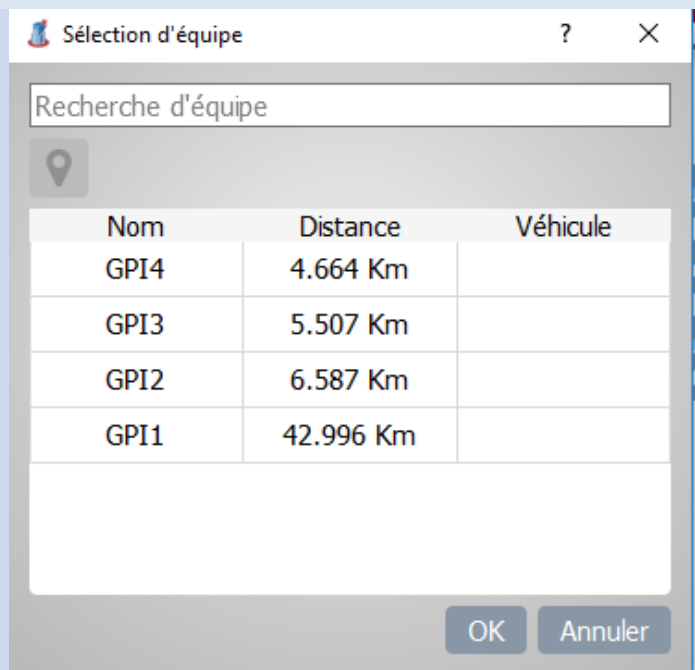 Sélection d'équipe ?
Recherche d'équipe
Nom Distance Véhicule
GPI4 4.664 Km
GPI3 5.507 Km
GPI2 6.587 Km
GPI1 42.996 Km
OK Annuler